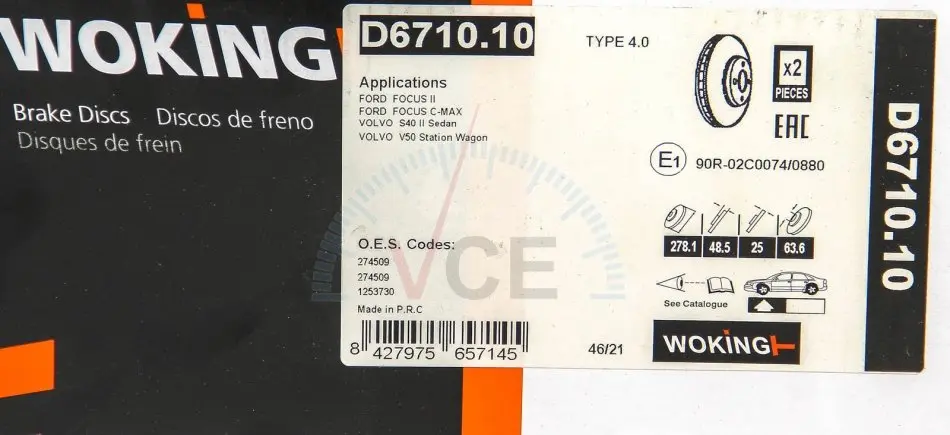 WOKING
Brake Discs Discos de freno
Disques de frein
D6710.10
TYPE 4.0
Applications
FORD FOCUS II
FORD FOCUS C-MAX
VOLVO S40 II Sedan
VOLVO V50 Station Wagon
x2
PIECES
EAC
E1 90R-02C0074/0880
278.1 48.5 25 63.6
O.E.S. Codes:
274509
274509
1253730
Made in P.R.C
See Catalogue
8 427975 657145
46/21
WOKING
D6710.10
VCE